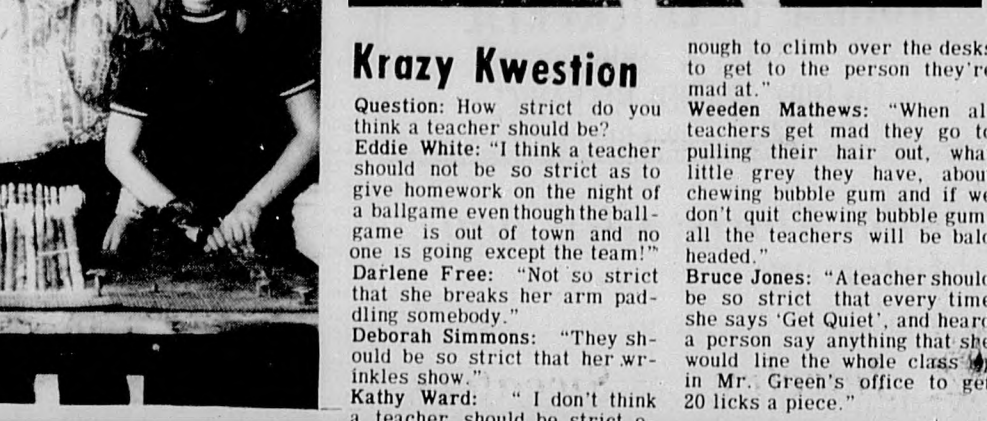 Krazy Kwestion
Question: How strict do you
think a teacher should be?
Eddie White: "I think a teacher
should not be so strict as to
give homework on the night of
a ballgame even though the ball-
game is out of town and no
one is going except the team!"
Darlene Free: "Not so strict
that she breaks her arm pad-
dling somebody."
Deborah Simmons: "They sh-
ould be so strict that her wr-
inkles show."
Kathy Ward: " I don't think
a teacher should be strict e-
nough to climb over the desks
to get to the person they're
mad at."
Weeden Mathews: "When al
teachers get mad they go to
pulling their hair out, wha
little grey they have, abou
chewing bubble gum and if we
don't quit chewing bubble gum
all the teachers will be bald
headed."
Bruce Jones: "A teacher should
be so strict that every time
she says 'Get Quiet', and heard
a person say anything that she
would line the whole class
in Mr. Green's office to get
20 licks a piece."